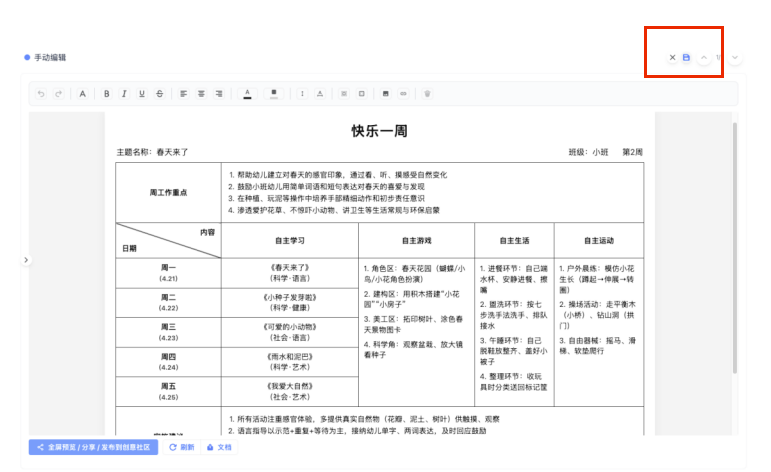 手动编辑
A B I U S A
快乐一周
主题名称：春天来了 班级：小班 第2周
周工作重点
1. 帮助幼儿建立对春天的感官印象，通过看、听、摸感受自然变化
2. 鼓励小班幼儿用简单词语和短句表达对春天的喜爱与发现
3. 在种植、玩泥等操作中培养手部精细动作和初步责任意识
4. 渗透爱护花草、不惊吓小动物、讲卫生等生活常规与环保启蒙
内容
日期
自主学习
自主游戏
自主生活
自主运动
周一
(4.21)
《春天来了》
(科学·语言)
周二
(4.22)
《小种子发芽啦》
(科学·健康)
周三
(4.23)
《可爱的小动物》
(社会·语言)
周四
(4.24)
《雨水和泥巴》
(科学·艺术)
周五
(4.25)
《我爱大自然》
(社会·艺术)
1. 角色区：春天花园（蝴蝶/小
鸟/小花角色扮演）
2. 建构区：用积木搭建“小花
园”“小房子”
3. 美工区：拓印树叶、涂色春
天景物图卡
4. 科学角：观察盆栽、放大镜
看种子
1. 进餐环节：自己端
水杯、安静进餐、擦
嘴
2. 盥洗环节：按七
步洗手法洗手、排队
接水
3. 午睡环节：自己
脱鞋放整齐、盖好小
被子
4. 整理环节：收玩
具时分类送回标记筐
1. 户外晨练：模仿小花
生长（蹲起→伸展→转
圈）
2. 操场活动：走平衡木
（小桥）、钻山洞（拱
门）
3. 自由器械：摇马、滑
梯、软垫爬行
1. 所有活动注重感官体验，多提供真实自然物（花瓣、泥土、树叶）供触摸、观察
2. 语言指导以示范+重复+等待为主，接纳幼儿单字、两词表达，及时回应鼓励
全屏预览 / 分享 / 发布到创意社区 刷新 文档